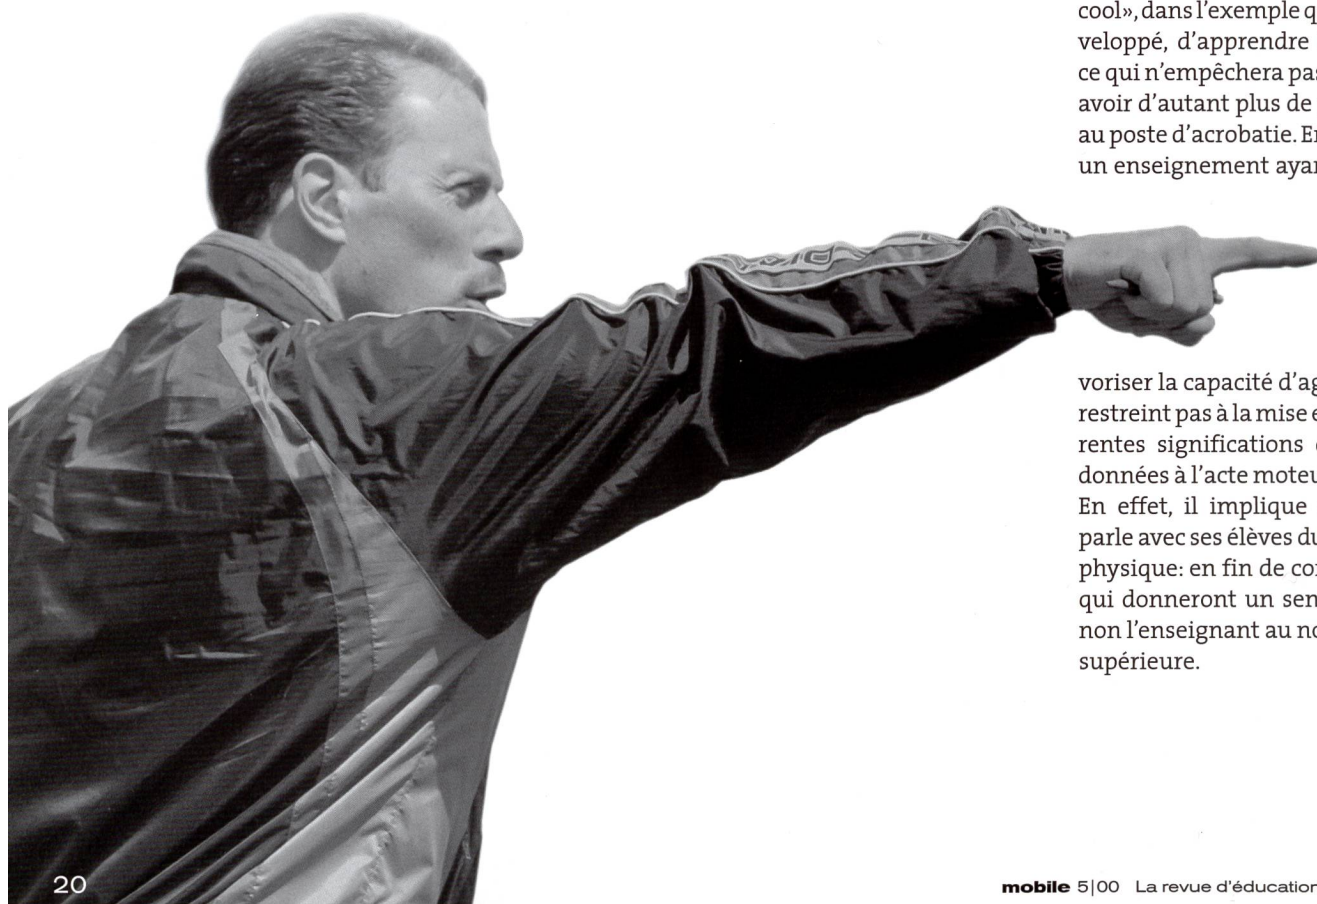 cool», dans l'exemple q
veloppé, d'apprendre
ce qui n'empêchera pas
avoir d'autant plus de
au poste d'acrobatie. En
un enseignement ayan
voriser la capacité d'ag
restreint pas à la mise e
rentes significations
données à l'acte moteu
En effet, il implique
parle avec ses élèves du
physique: en fin de con
qui donneront un sen
non l'enseignant au no
supérieure.
20
mobile 5|00 La revue d'éducation